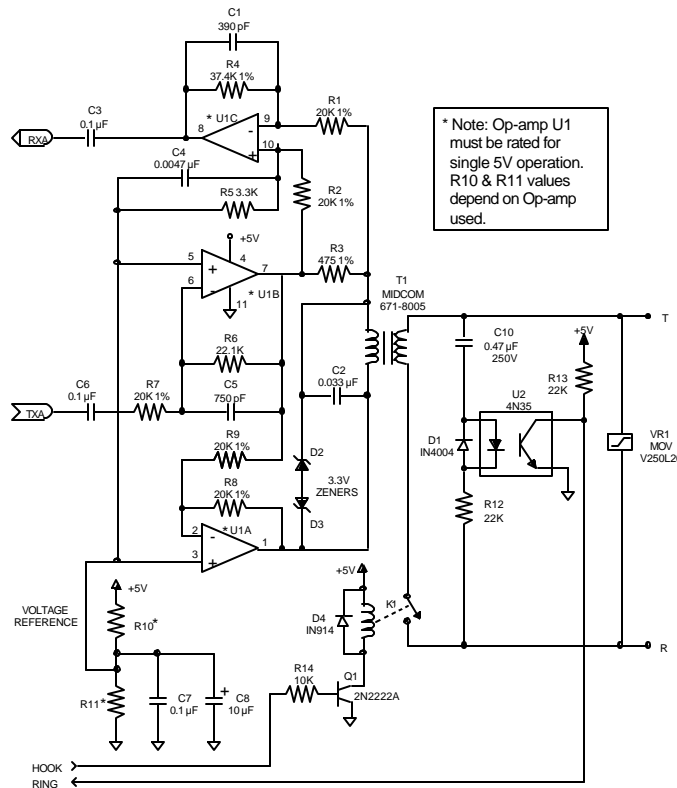 C1
390 pF
R4
37.4K 1%
* U1C
8
9
10
-
+
R1
20K 1%
C3
0.1 µF
RXA
C4
0.0047 µF
R5 3.3K
R2
20K 1%
* Note: Op-amp U1
must be rated for
single 5V operation.
R10 & R11 values
depend on Op-amp
used.
+5V
5
6
4
7
11
+
-
* U1B
R3
475 1%
T1
MIDCOM
671-8005
R6
22.1K
C5
750 pF
C2
0.033 µF
C6
0.1 µF
R7
20K 1%
TXA
R9
20K 1%
R8
20K 1%
D2
3.3V
ZENERS
D3
* U1A
2
3
1
-
+
T
C10
0.47 µF
250V
+5V
R13
22K
U2
4N35
D1
IN4004
VR1
MOV
V250L20
R12
22K
+5V
VOLTAGE
REFERENCE
R10*
R11*
C7
0.1 µF
+
C8
10 µF
+5V
D4
IN914
K1
R
R14
10K
Q1
2N2222A
HOOK
RING